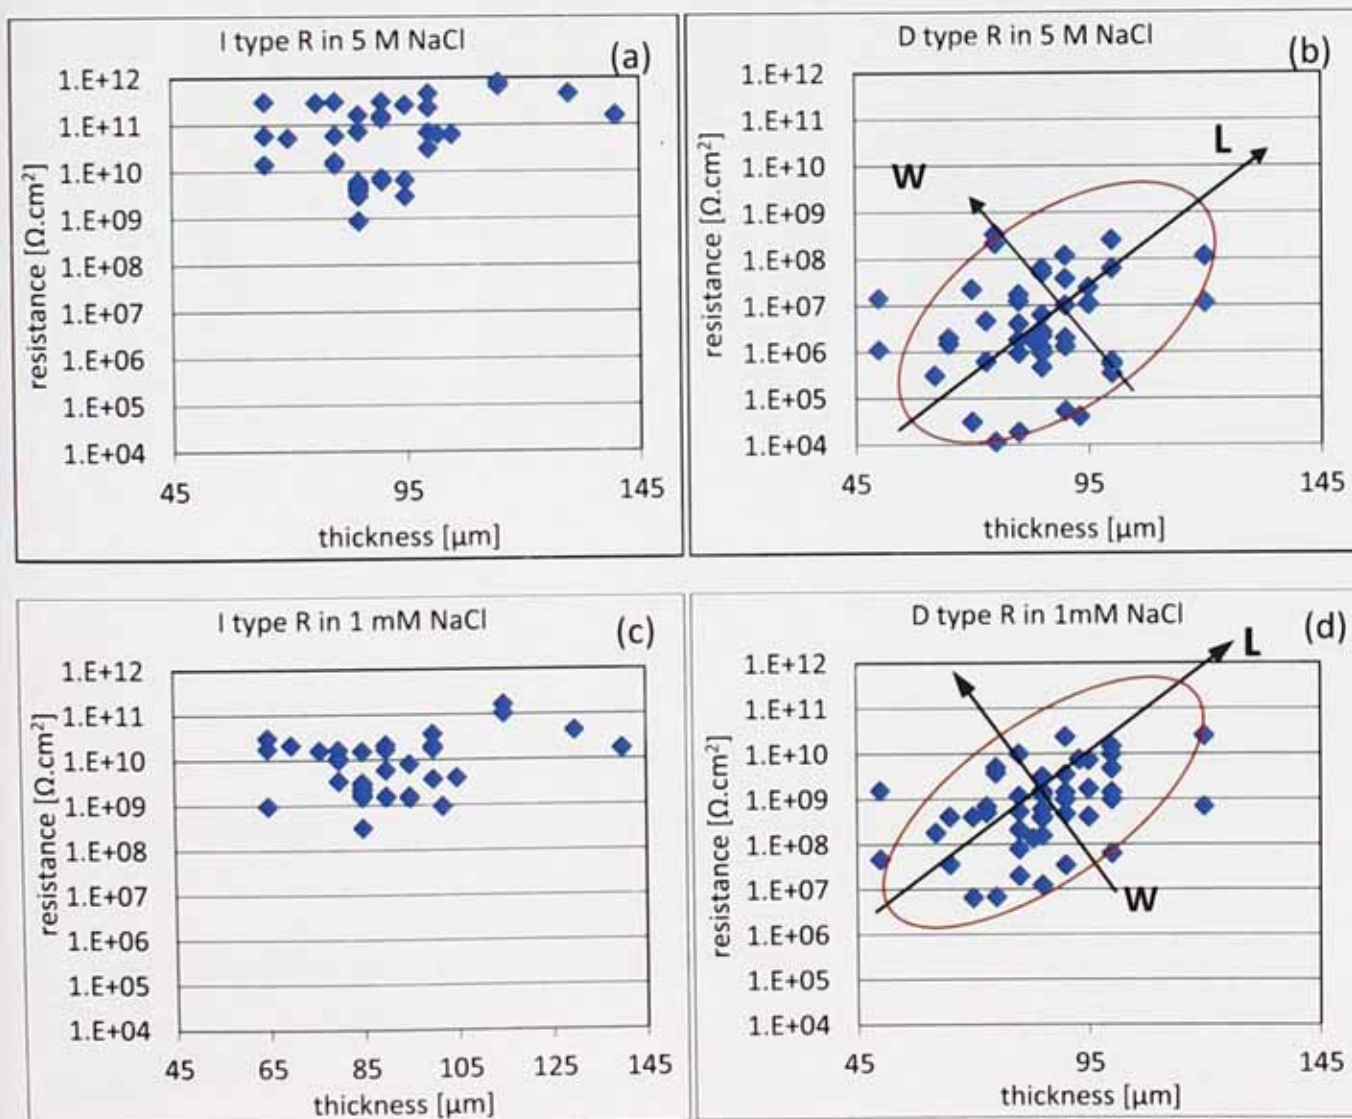 I type R in 5 M NaCl
(a)
1.E+12
1.E+11
1.E+10
1.E+09
1.E+08
1.E+07
1.E+06
1.E+05
1.E+04
resistance [Ω.cm²]
45 95 145
thickness [µm]
D type R in 5 M NaCl
(b)
1.E+12
1.E+11
1.E+10
1.E+09
1.E+08
1.E+07
1.E+06
1.E+05
1.E+04
resistance [Ω.cm²]
W
L
45 95 145
thickness [µm]
I type R in 1 mM NaCl
(c)
1.E+12
1.E+11
1.E+10
1.E+09
1.E+08
1.E+07
1.E+06
1.E+05
1.E+04
resistance [Ω.cm²]
45 65 85 105 125 145
thickness [µm]
D type R in 1mM NaCl
(d)
L
1.E+12
1.E+11
1.E+10
1.E+09
1.E+08
1.E+07
1.E+06
1.E+05
1.E+04
resistance [Ω.cm²]
W
45 95 145
thickness [µm]